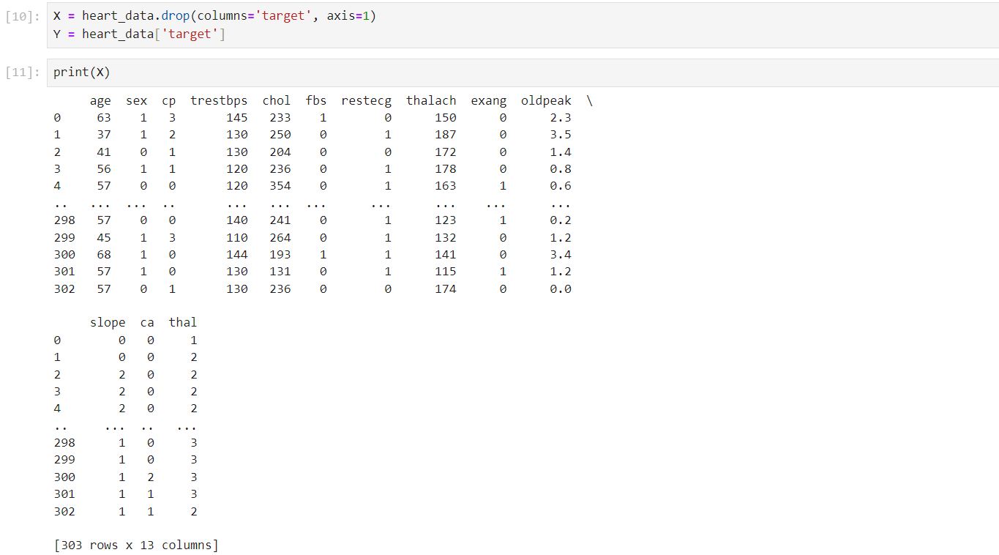 [10]: X = heart_data.drop(columns='target', axis=1)
Y = heart_data['target']
[11]: print(X)
age sex cp trestbps chol fbs restecg thalach exang oldpeak \
0 63 1 3 145 233 1 0 150 0 2.3
1 37 1 2 130 250 0 1 187 0 3.5
2 41 0 1 130 204 0 0 172 0 1.4
3 56 1 1 120 236 0 1 178 0 0.8
4 57 0 0 120 354 0 1 163 1 0.6
.. ... ... .. ... ... ... ... ... ... ...
298 57 0 0 140 241 0 1 123 1 0.2
299 45 1 3 110 264 0 1 132 0 1.2
300 68 1 0 144 193 1 1 141 0 3.4
301 57 1 0 130 131 0 1 115 1 1.2
302 57 0 1 130 236 0 0 174 0 0.0
slope ca thal
0 0 0 1
1 0 0 2
2 2 0 2
3 2 0 2
4 2 0 2
.. ... .. ...
298 1 0 3
299 1 0 3
300 1 2 3
301 1 1 3
302 1 1 2
[303 rows x 13 columns]